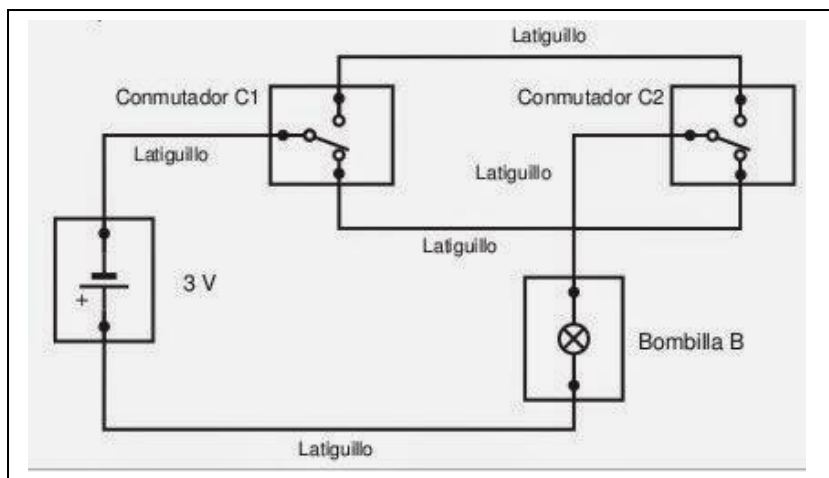 Latiguillo
Conmutador C1
Conmutador C2
Latiguillo
Latiguillo
Latiguillo
3 V
+
Bombilla B
Latiguillo